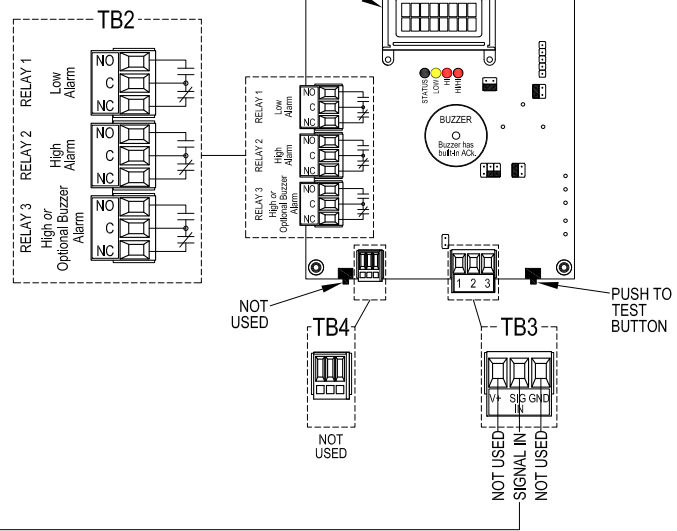 TB2
RELAY 1
Low
Alarm
NO
C
NC
RELAY 2
High
Alarm
NO
C
NC
RELAY 3
High or
Optional Buzzer
Alarm
NO
C
NC
RELAY 1
Low
Alarm
NO
C
NC
RELAY 2
High
Alarm
NO
C
NC
RELAY 3
High or
Optional Buzzer
Alarm
NO
C
NC
STATUS
LOW
HI
HIHI
BUZZER
Buzzer has
built-in ACk.
1 2 3
NOT
USED
PUSH TO
TEST
BUTTON
TB4
NOT
USED
TB3
V+ SIG GND
IN
NOT USED
SIGNAL IN
NOT USED